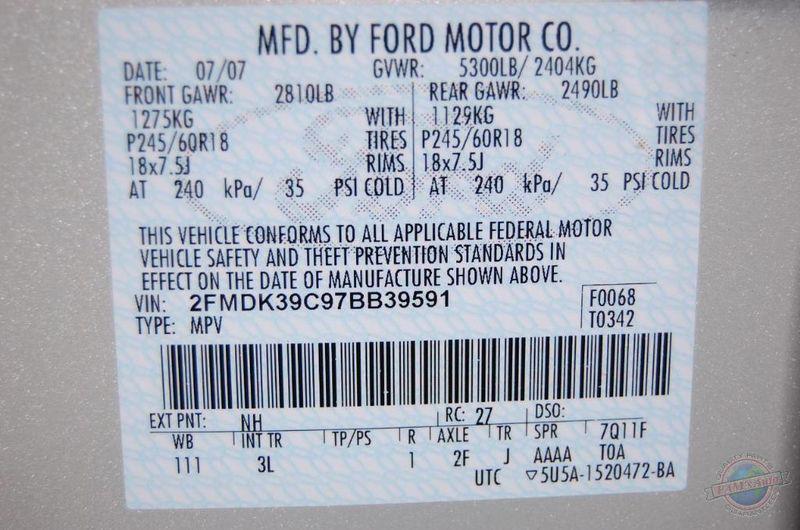 MFD. BY FORD MOTOR CO.
DATE: 07/07 GVWR: 5300LB/ 2404KG
FRONT GAWR: 2810LB REAR GAWR: 2490LB
1275KG WITH 1129KG WITH
P245/60R18 TIRES P245/60R18 TIRES
18x7.5J RIMS 18x7.5J RIMS
AT 240 kPa/ 35 PSI COLD AT 240 kPa/ 35 PSI COLD
THIS VEHICLE CONFORMS TO ALL APPLICABLE FEDERAL MOTOR
VEHICLE SAFETY AND THEFT PREVENTION STANDARDS IN
EFFECT ON THE DATE OF MANUFACTURE SHOWN ABOVE.
VIN: 2FMDK39C97BB39591 F0068
TYPE: MPV T0342
EXT PNT: NH RC: 27 DSO:
WB INT TR TP/PS R AXLE TR SPR 7Q11F
111 3L 1 2F J AAAA T0A
UTC ▽5U5A-1520472-BA
QUALITY PARTS
PAM'S AUTO
GUARANTEED